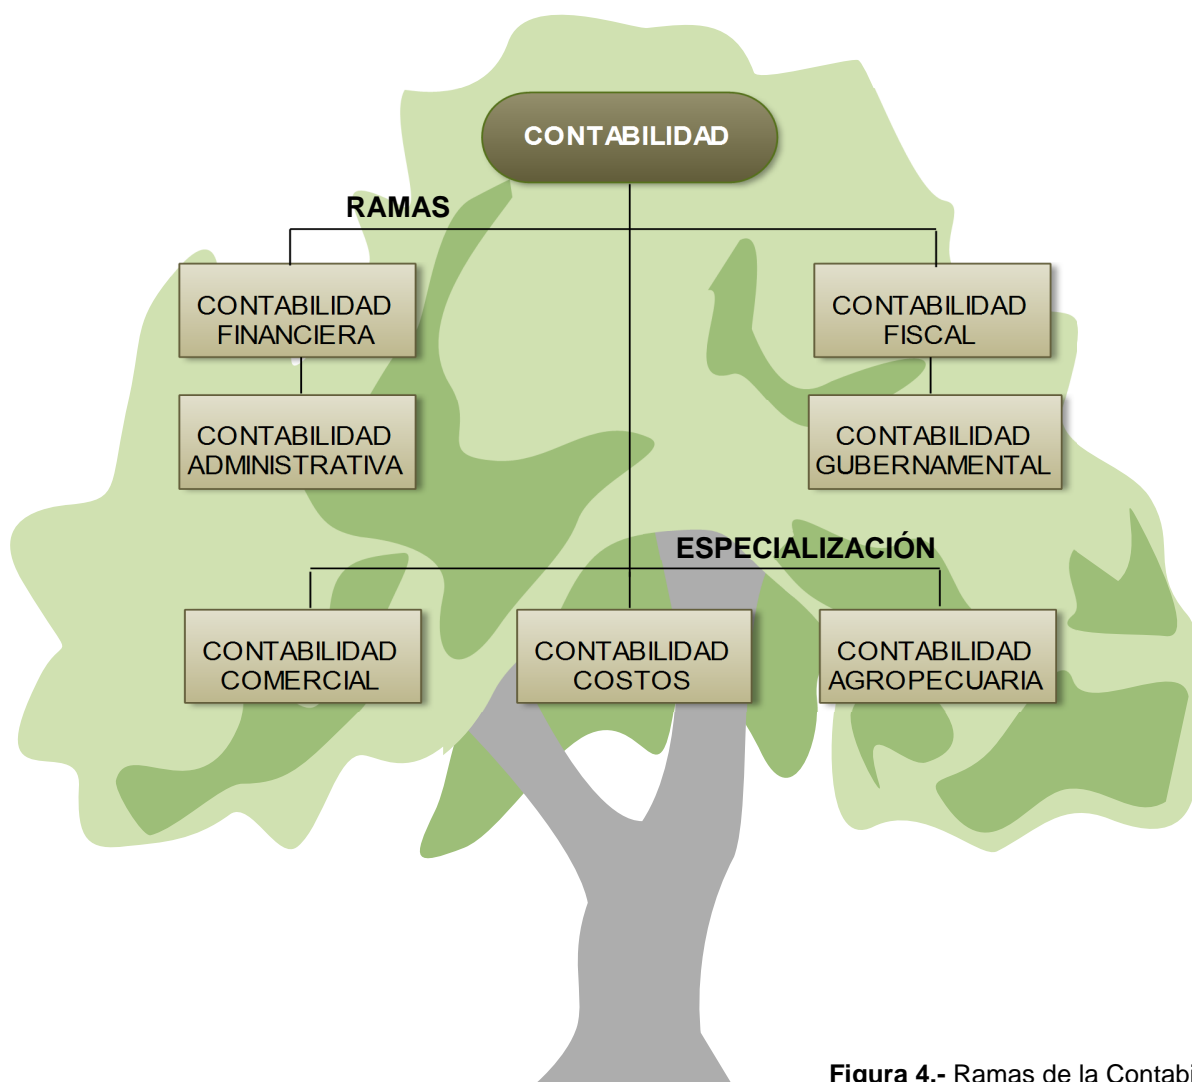 CONTABILIDAD
RAMAS
CONTABILIDAD
FINANCIERA
CONTABILIDAD
FISCAL
CONTABILIDAD
ADMINISTRATIVA
CONTABILIDAD
GUBERNAMENTAL
ESPECIALIZACIÓN
CONTABILIDAD
COMERCIAL
CONTABILIDAD
COSTOS
CONTABILIDAD
AGROPECUARIA
Figura 4.- Ramas de la Contabi